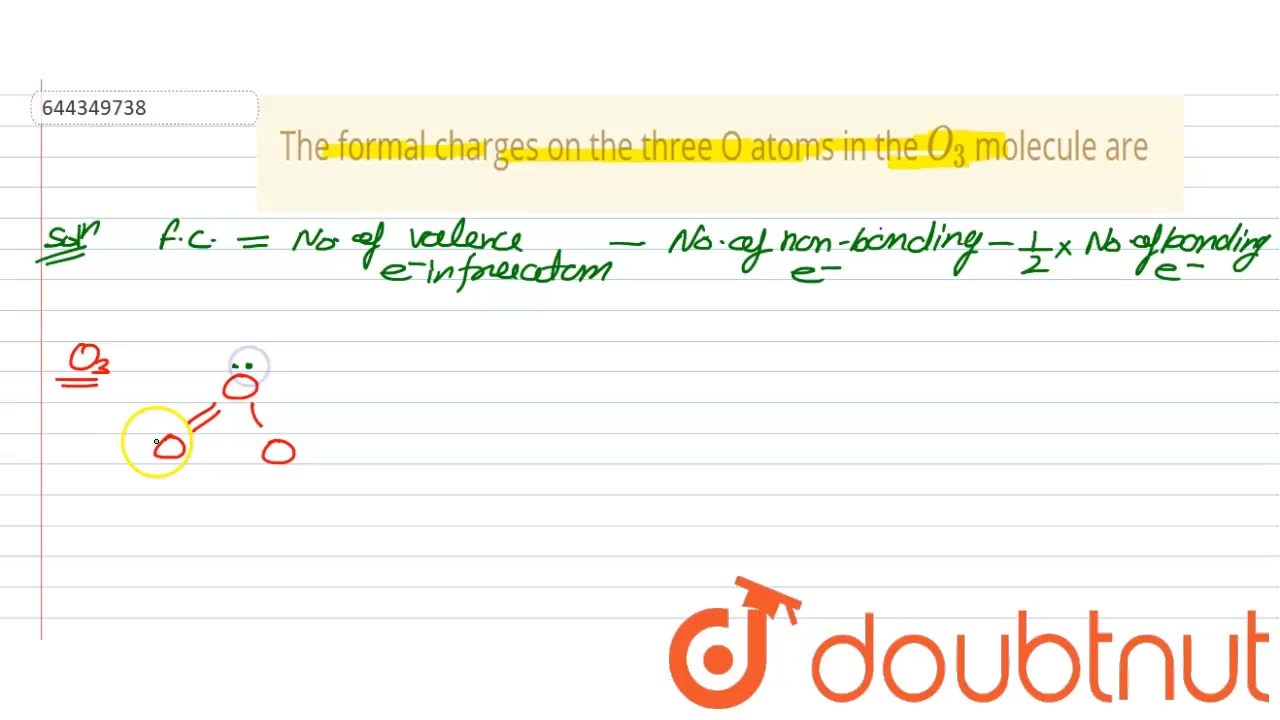 644349738
The formal charges on the three O atoms in the O₃ molecule are
Soln f.c. = No. of valence e⁻ in free atom — No. of non-bonding e⁻ — 1/2 × No of bonding e⁻
O₃
O
O O
doubtnut